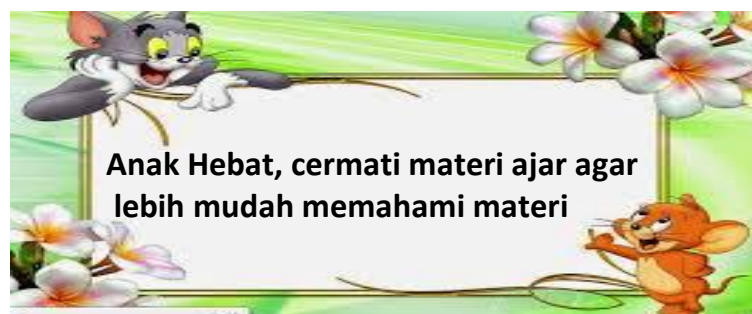 Anak Hebat, cermati materi ajar agar
lebih mudah memahami materi